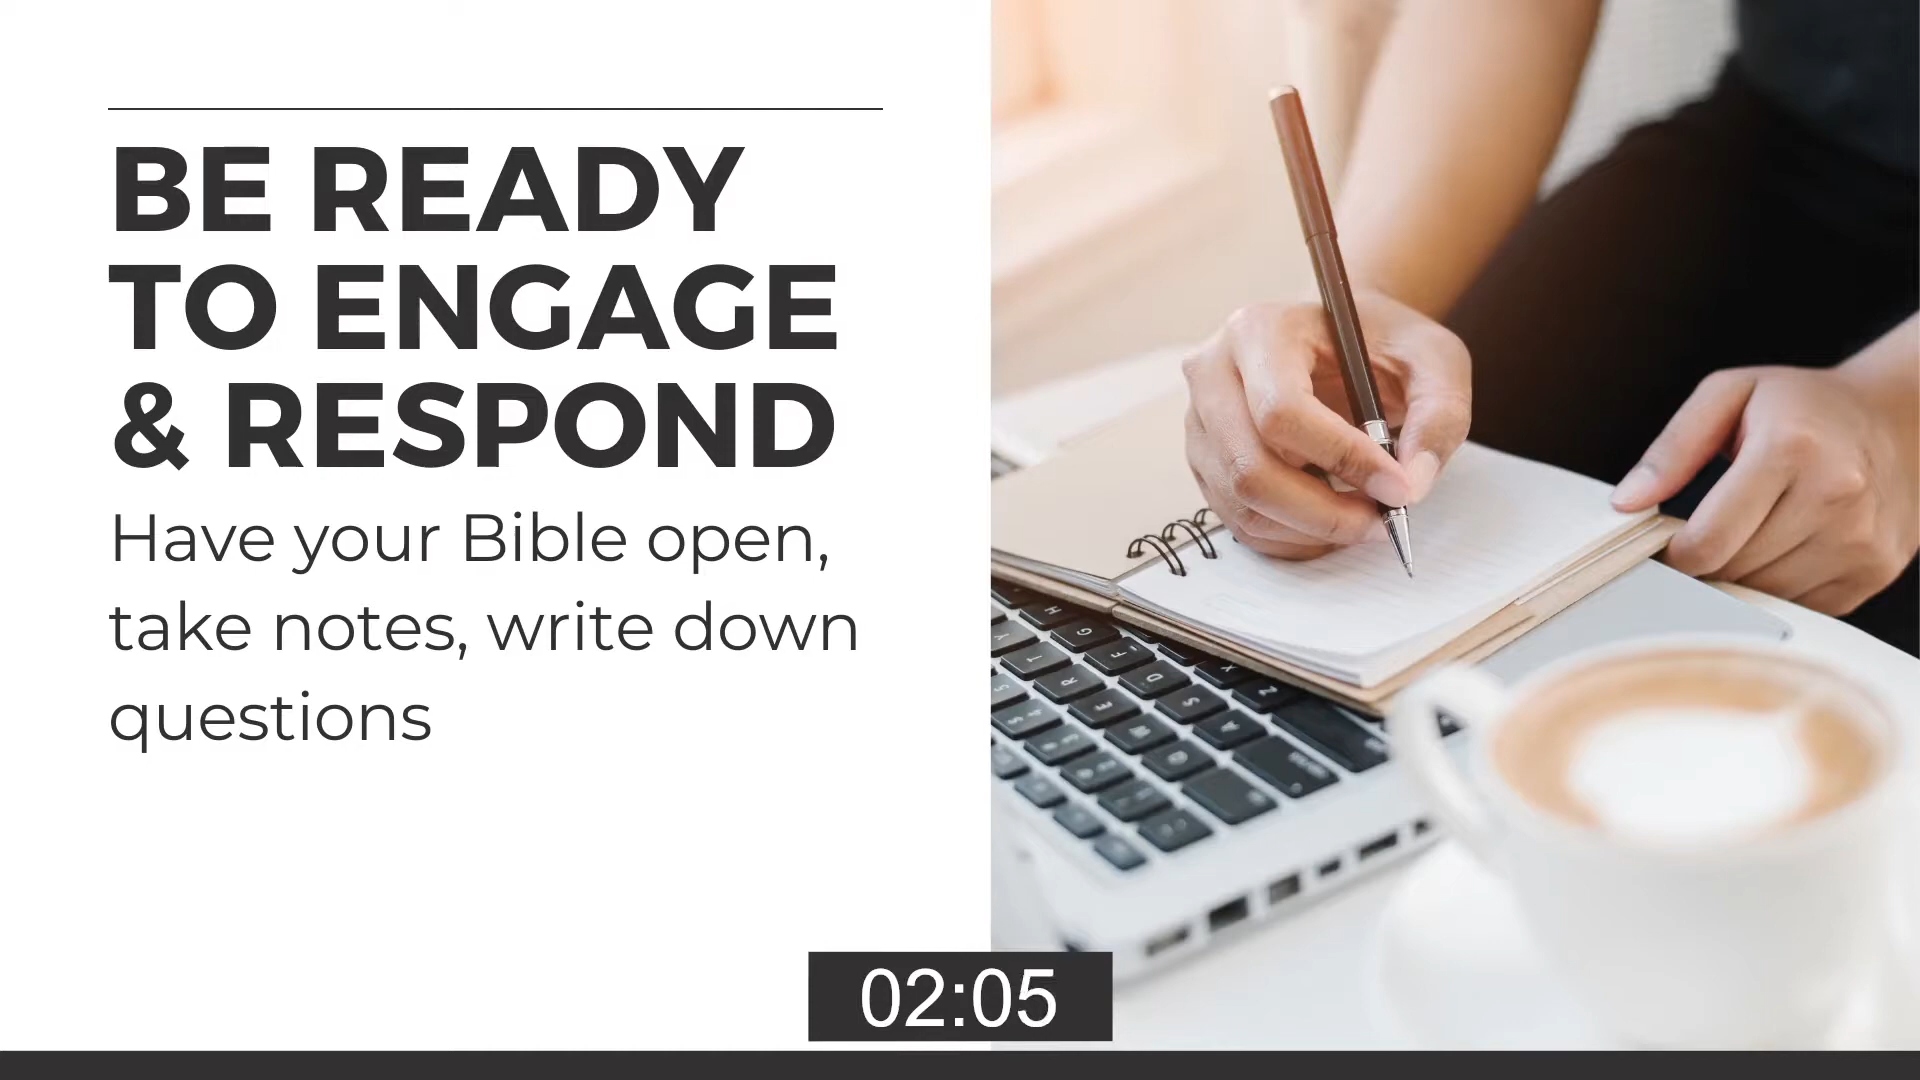 BE READY
TO ENGAGE
& RESPOND
Have your Bible open,
take notes, write down
questions
02:05